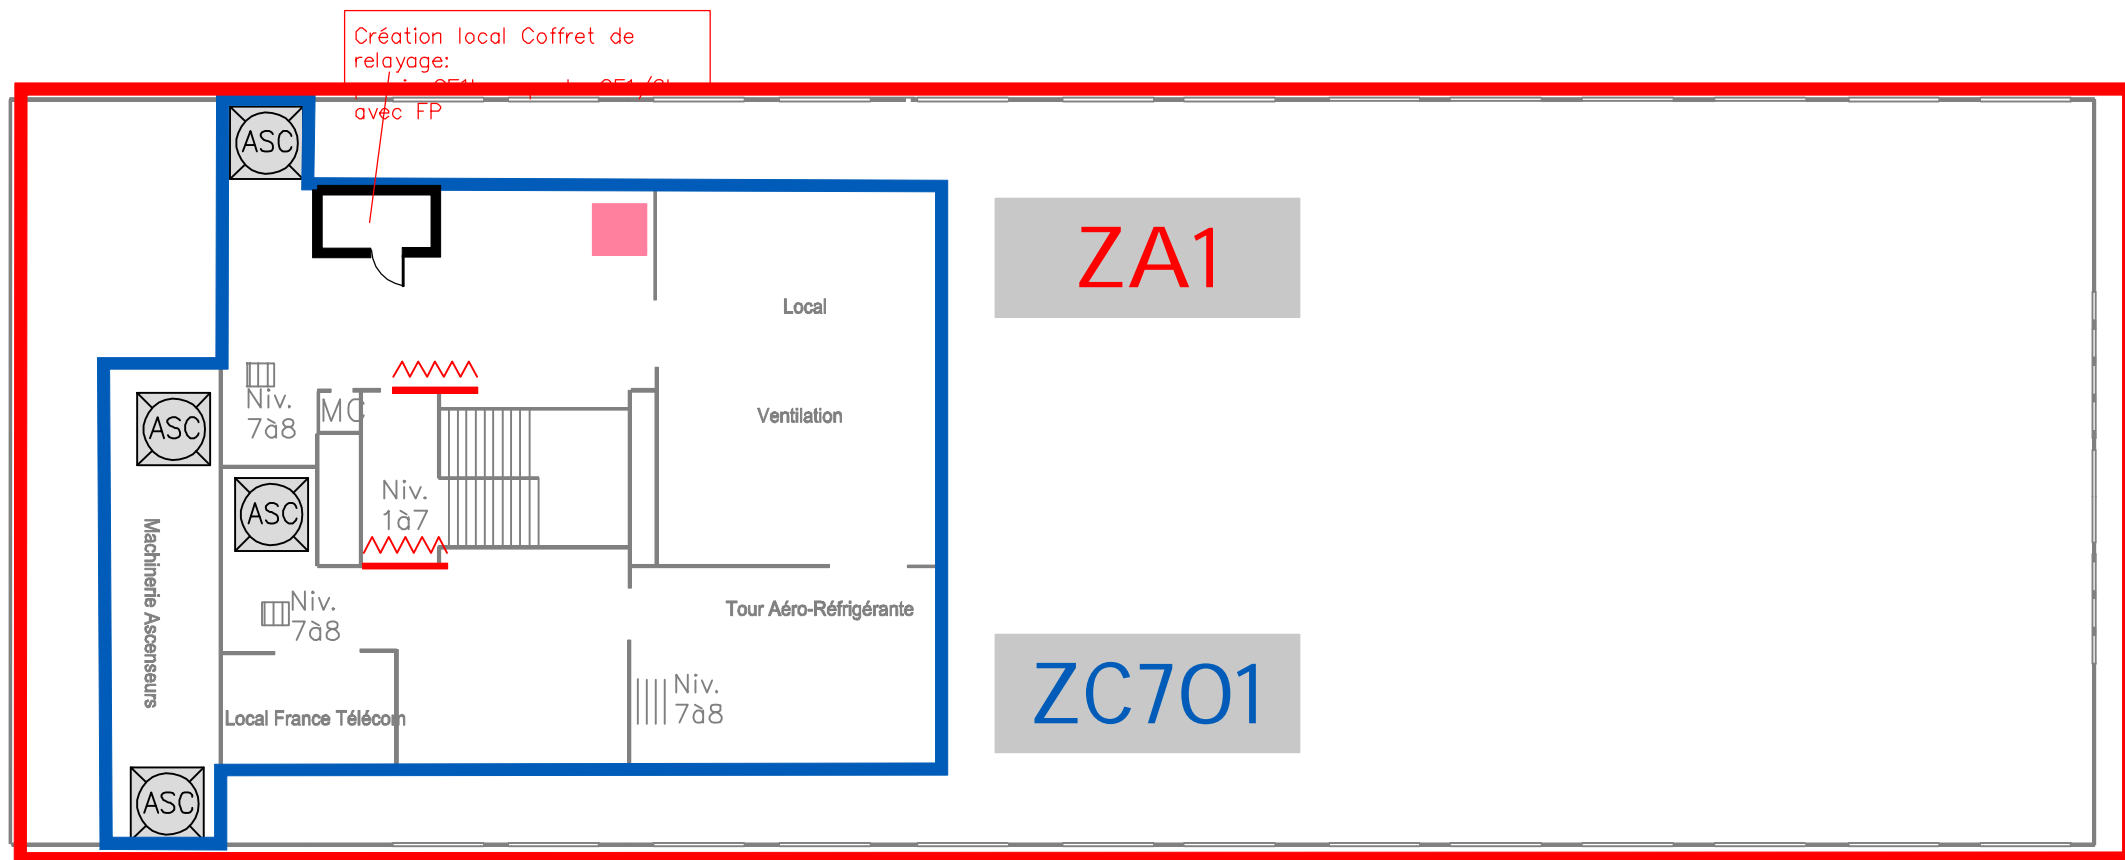 Création local Coffret de
relayage:
avec FP
ASC
ZA1
Local
Niv.
7à8
MC
Ventilation
ASC
ASC
Niv.
1à7
Machinerie Ascenseurs
Niv.
7à8
Tour Aéro-Réfrigérante
ZC701
Niv.
7à8
Local France Télécom
ASC